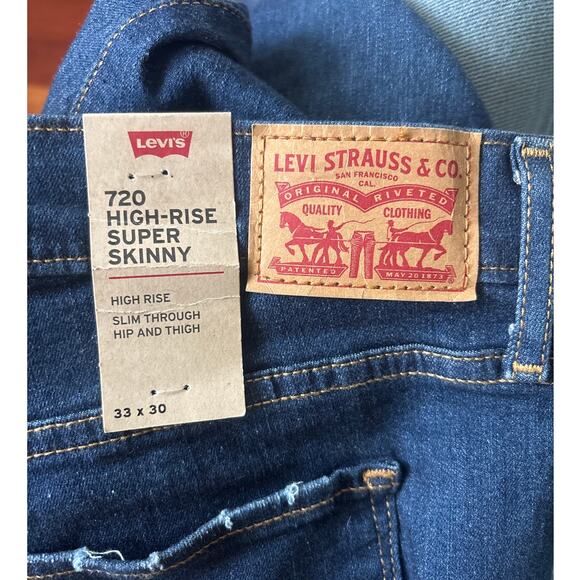 LEVI'S®
720
HIGH-RISE
SUPER
SKINNY
HIGH RISE
SLIM THROUGH
HIP AND THIGH
33 x 30
LEVI STRAUSS & CO.
SAN FRANCISCO
CAL.
ORIGINAL RIVETED
QUALITY CLOTHING
PATENTED MAY 20 1873 ®